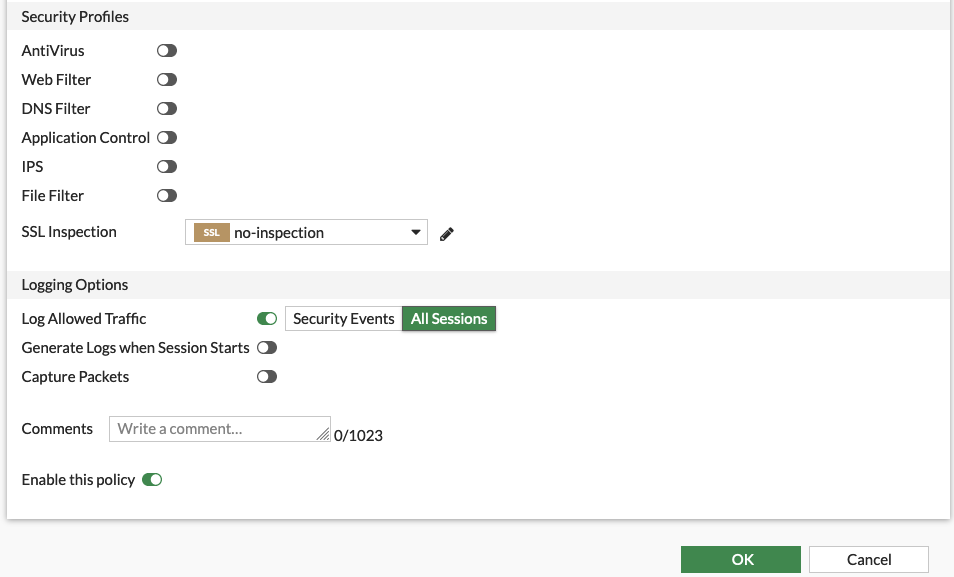 Security Profiles
AntiVirus
Web Filter
DNS Filter
Application Control
IPS
File Filter
SSL Inspection SSL no-inspection
Logging Options
Log Allowed Traffic Security Events All Sessions
Generate Logs when Session Starts
Capture Packets
Comments Write a comment... 0/1023
Enable this policy
OK Cancel